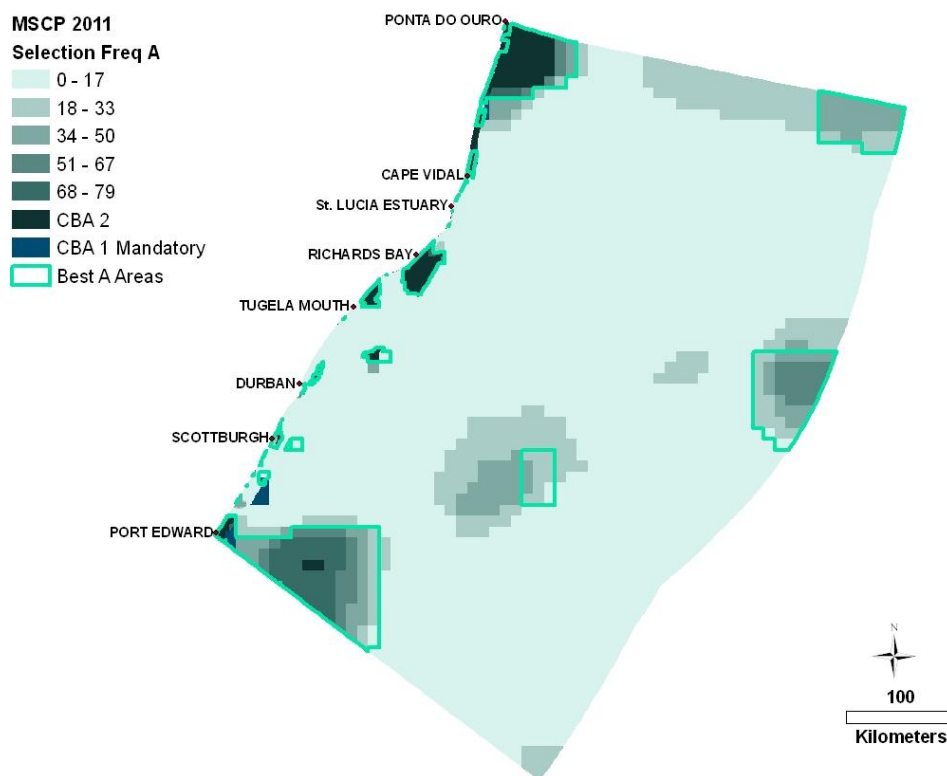 MSCP 2011
Selection Freq A
0 - 17
18 - 33
34 - 50
51 - 67
68 - 79
CBA 2
CBA 1 Mandatory
Best A Areas
PONTA DO OURO
CAPE VIDAL
St. LUCIA ESTUARY
RICHARDS BAY
TUGELA MOUTH
DURBAN
SCOTTBURGH
PORT EDWARD
N
100
Kilometers